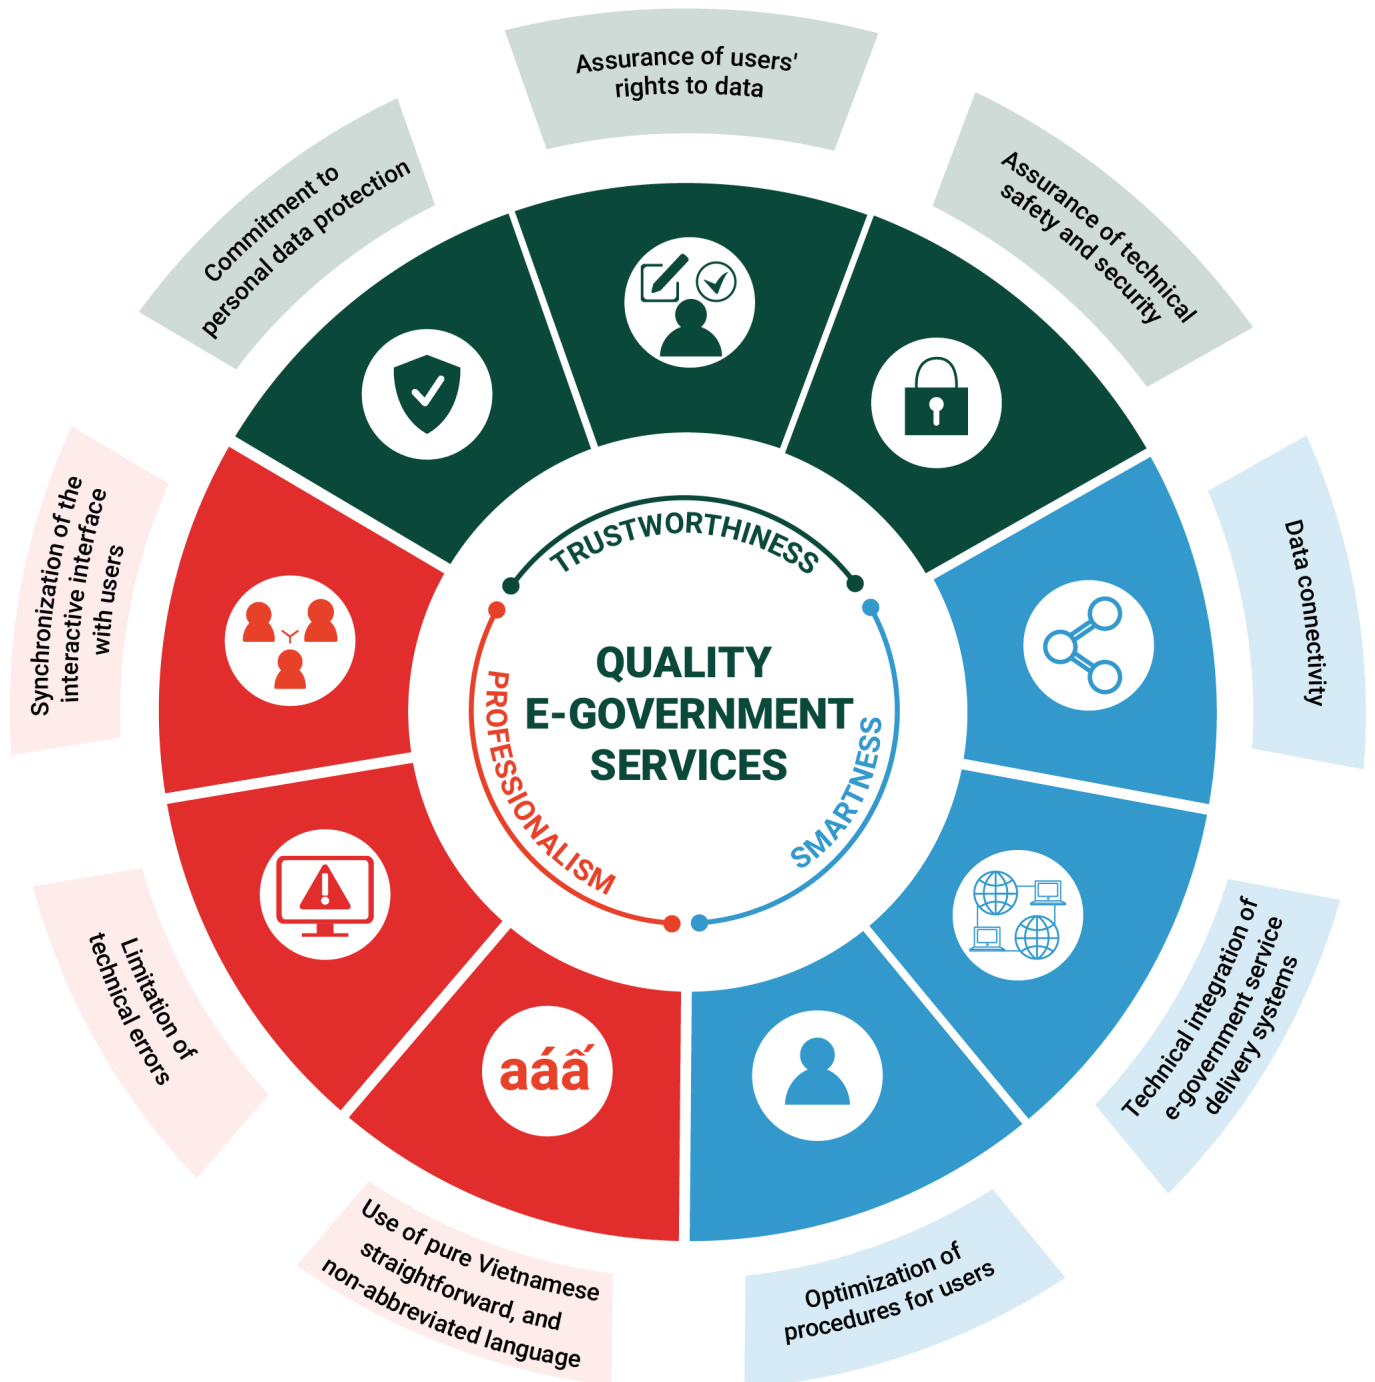 Assurance of users'
rights to data
Commitment to
personal data protection
Assurance of technical
safety and security
Synchronization of the
interactive interface
with users
Data connectivity
TRUSTWORTHINESS
QUALITY
E-GOVERNMENT
SERVICES
PROFESSIONALISM
SMARTNESS
Limitation of
technical errors
Technical integration of
e-government service
delivery systems
aáấ
Use of pure Vietnamese
straightforward, and
non-abbreviated language
Optimization of
procedures for users